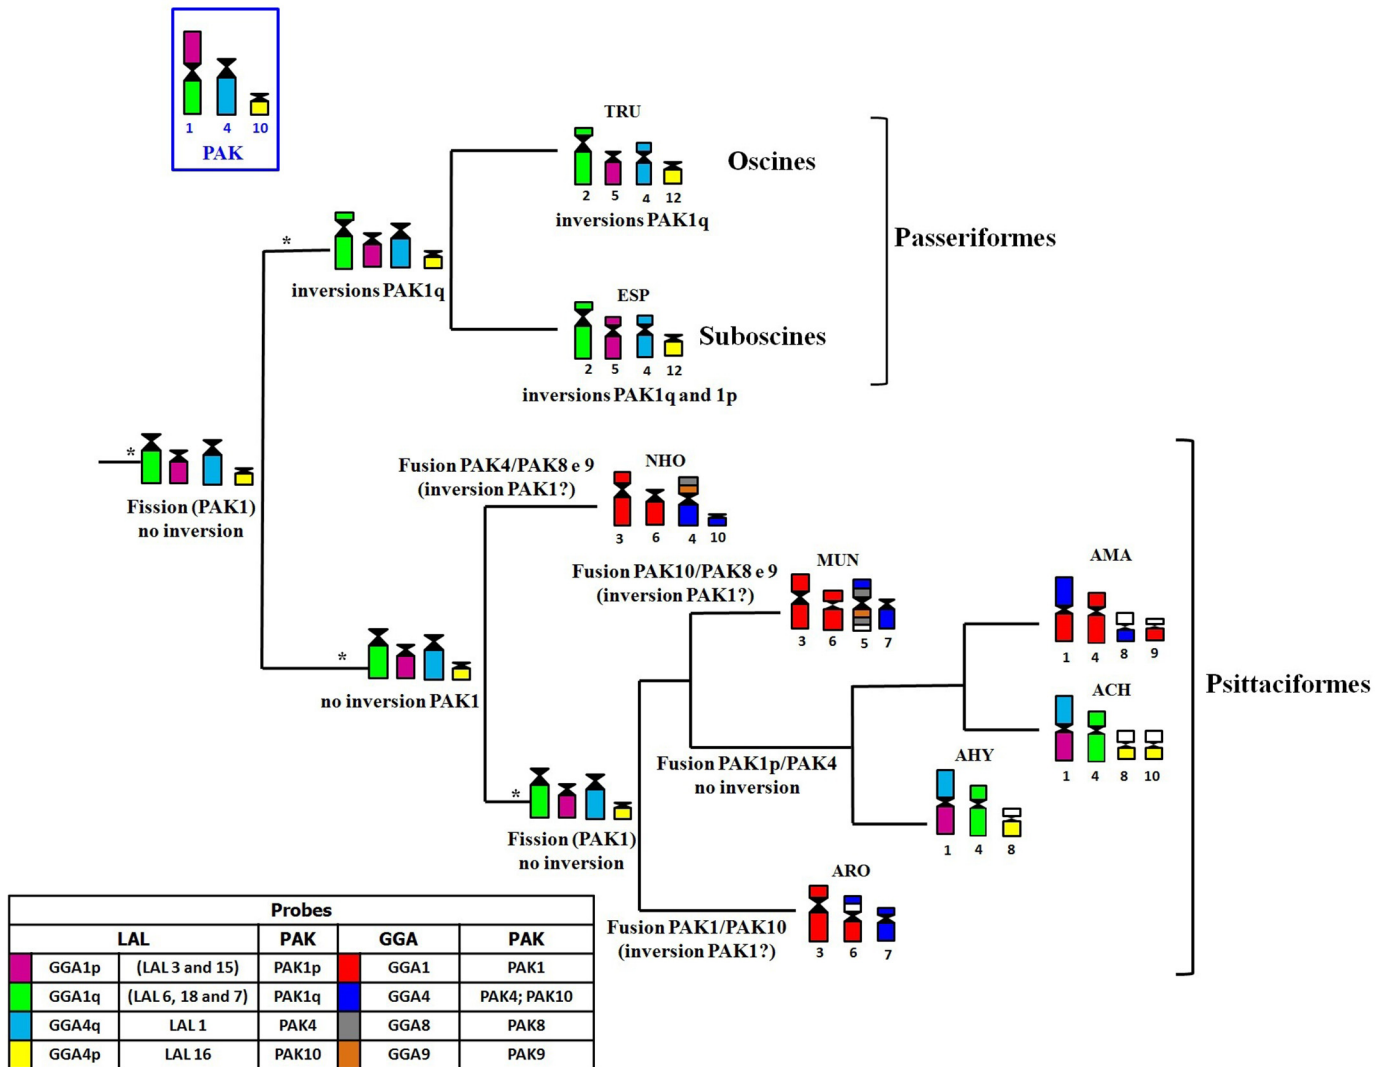 1 4 10
PAK
TRU
2 5 4 12
inversions PAK1q
Oscines
Passeriformes
*
inversions PAK1q
ESP
2 5 4 12
inversions PAK1q and 1p
Suboscines
*
Fission (PAK1)
no inversion
Fusion PAK4/PAK8 e 9
(inversion PAK1?)
NHO
3 6 4 10
Fusion PAK10/PAK8 e 9
(inversion PAK1?)
MUN
3 6 5 7
AMA
1 4 8 9
Psittaciformes
*
no inversion PAK1
ACH
1 4 8 10
Fusion PAK1p/PAK4
no inversion
AHY
1 4 8
*
Fission (PAK1)
no inversion
ARO
3 6 7
Fusion PAK1/PAK10
(inversion PAK1?)
Probes
LAL PAK GGA PAK
GGA1p (LAL 3 and 15) PAK1p GGA1 PAK1
GGA1q (LAL 6, 18 and 7) PAK1q GGA4 PAK4; PAK10
GGA4q LAL 1 PAK4 GGA8 PAK8
GGA4p LAL 16 PAK10 GGA9 PAK9